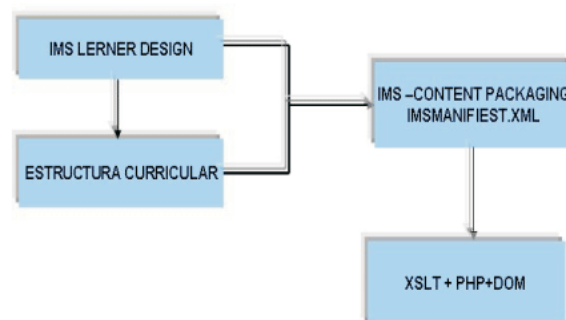 IMS LERNER DESIGN
IMS –CONTENT PACKAGING
IMSMANIFIEST.XML
ESTRUCTURA CURRICULAR
XSLT + PHP+DOM